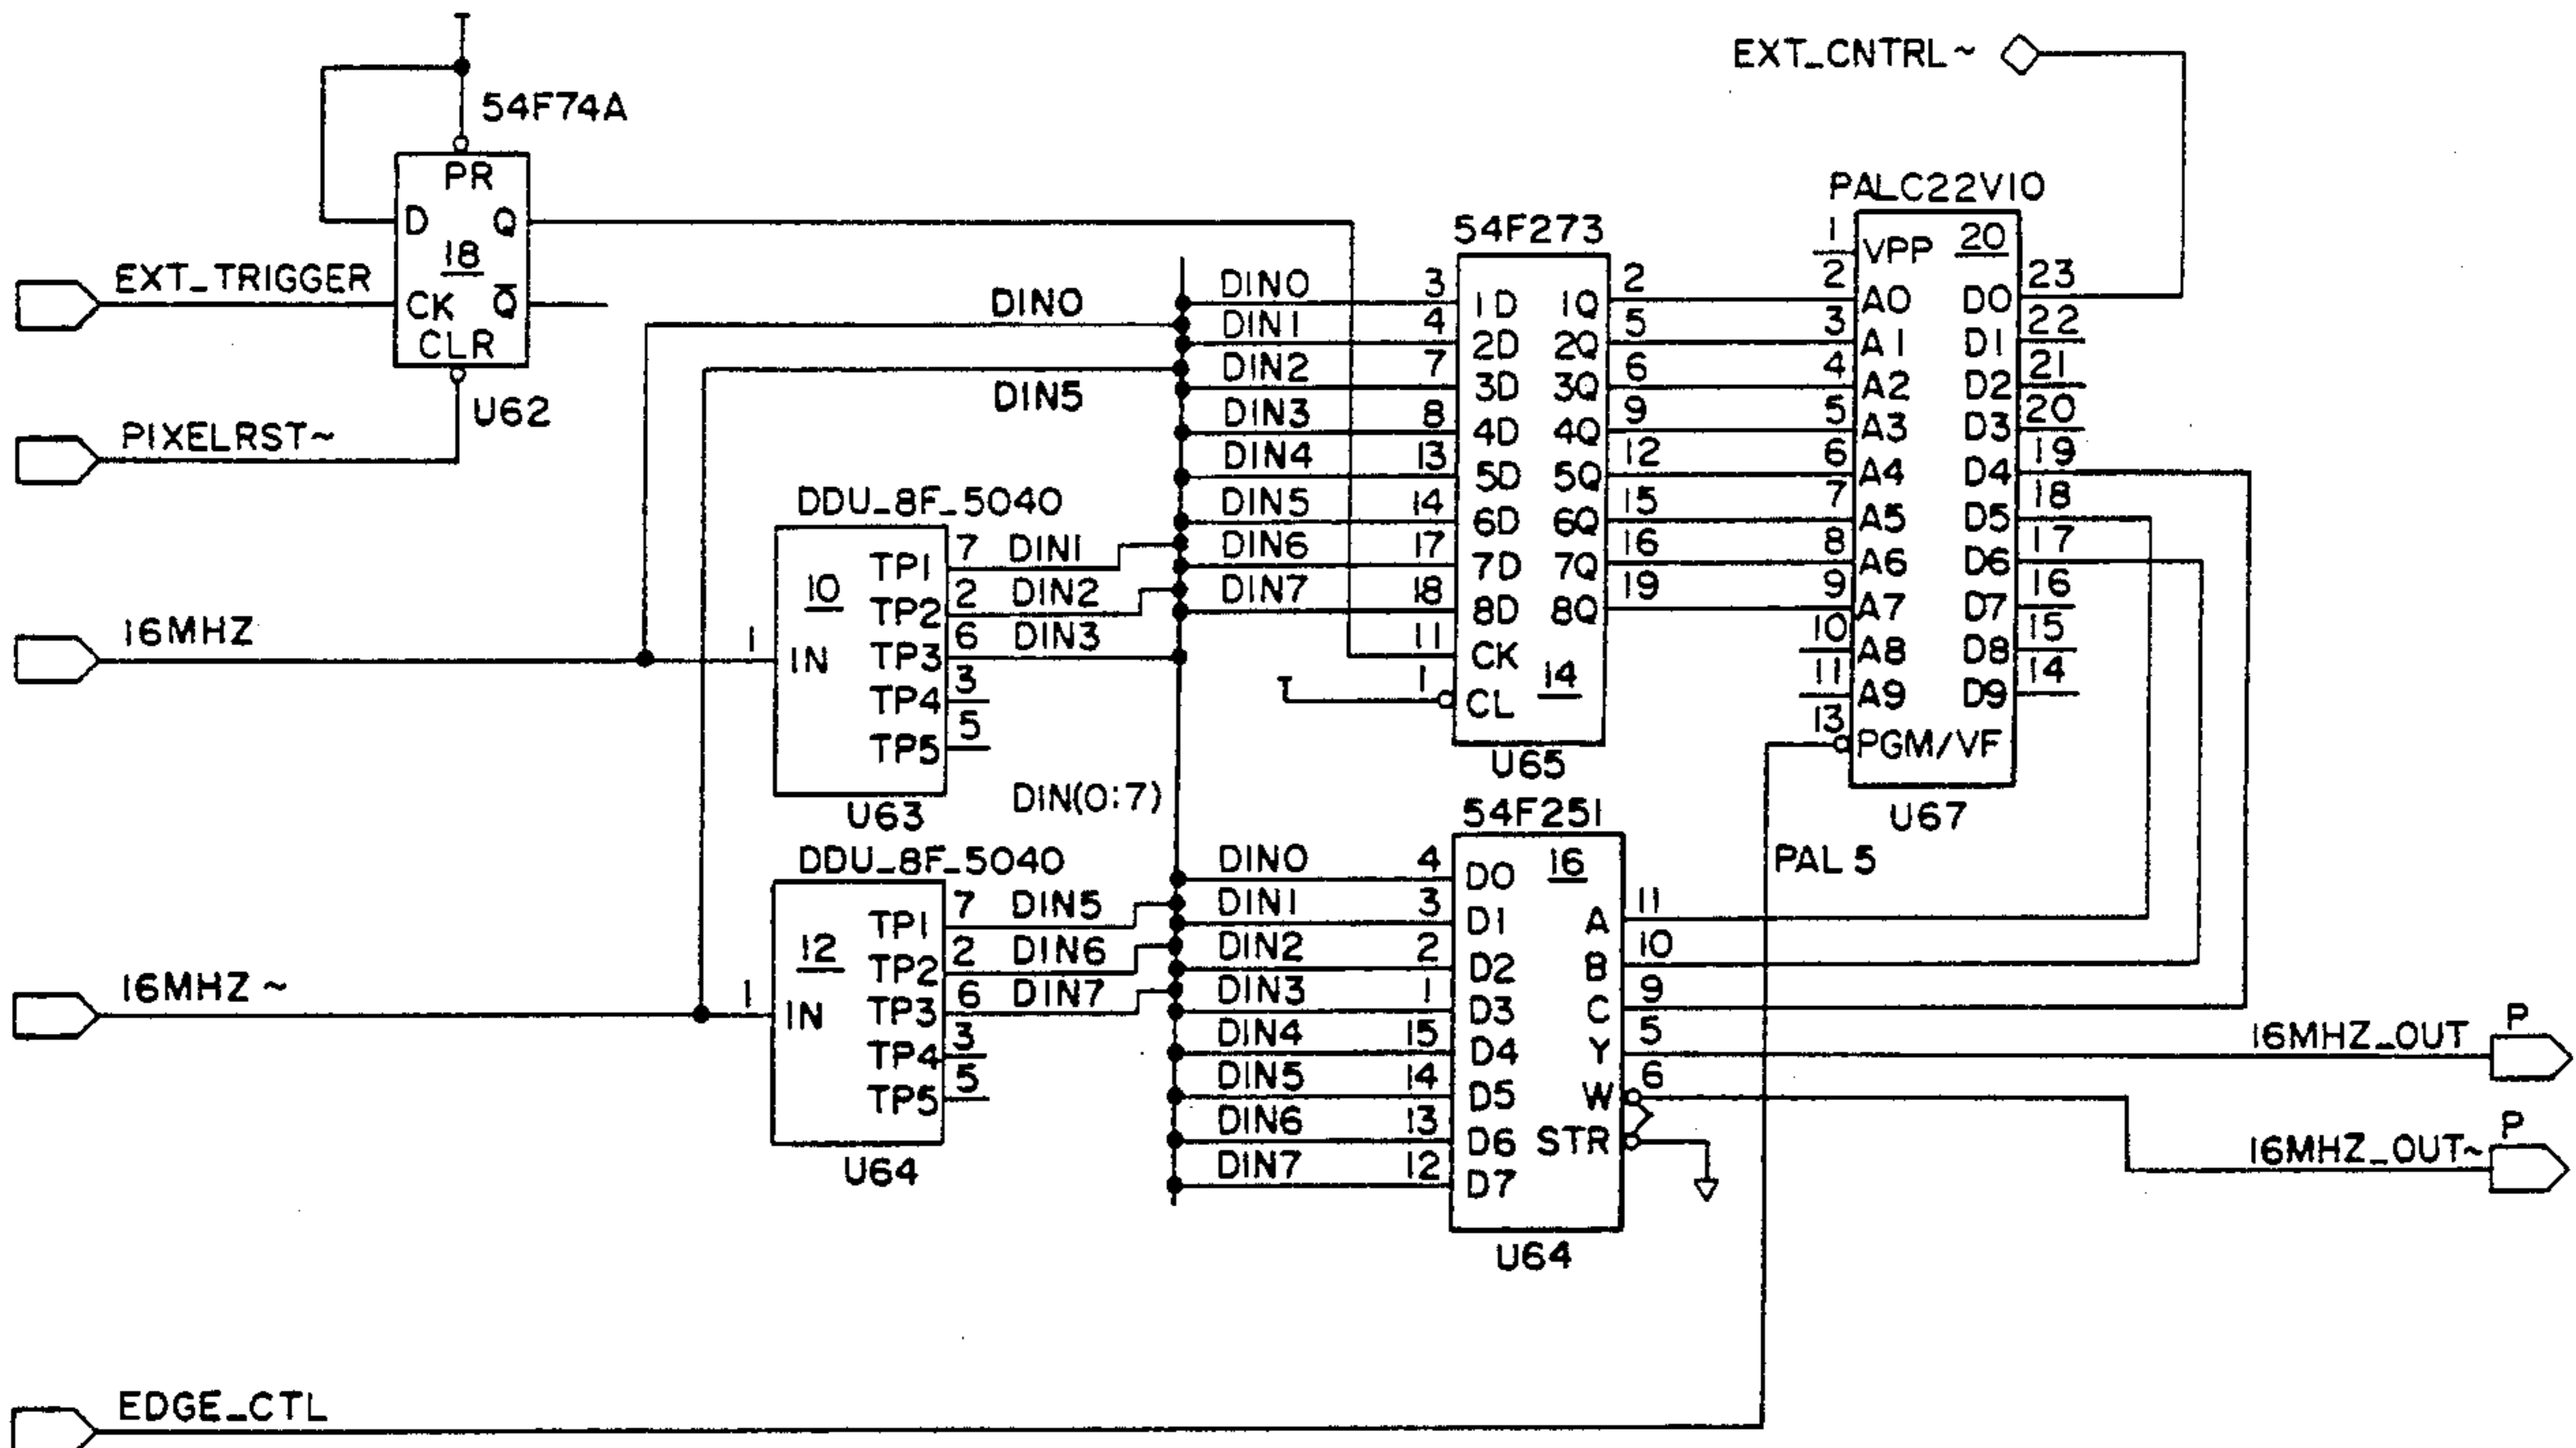 EXT_CNTRL~
54F74A
PR
D Q
18
CK Q̅
CLR
U62
EXT_TRIGGER
PIXELRST~
16MHZ
16MHZ~
EDGE_CTL
DIN0
DIN5
DDU_8F_5040
10
1 IN
TP1 7 DIN1
TP2 2 DIN2
TP3 6 DIN3
TP4 3
TP5 5
U63
DIN(0:7)
DDU_8F_5040
12
1 IN
TP1 7 DIN5
TP2 2 DIN6
TP3 6 DIN7
TP4 3
TP5 5
U64
54F273
DIN0 3 1D 1Q 2
DIN1 4 2D 2Q 5
DIN2 7 3D 3Q 6
DIN3 8 4D 4Q 9
DIN4 13 5D 5Q 12
DIN5 14 6D 6Q 15
DIN6 17 7D 7Q 16
DIN7 18 8D 8Q 19
11 CK
1 CL 14
U65
PALC22V10
1 VPP 20
2 A0 D0 23
3 A1 D1 22
4 A2 D2 21
5 A3 D3 20
6 A4 D4 19
7 A5 D5 18
8 A6 D6 17
9 A7 D7 16
10 A8 D8 15
11 A9 D9 14
13 PGM/VF
U67
PAL 5
54F251
16
DIN0 4 D0
DIN1 3 D1 A 11
DIN2 2 D2 B 10
DIN3 1 D3 C 9
DIN4 15 D4 Y 5
DIN5 14 D5 W 6
DIN6 13 D6 STR
DIN7 12 D7
U64
16MHZ_OUT P
16MHZ_OUT~ P